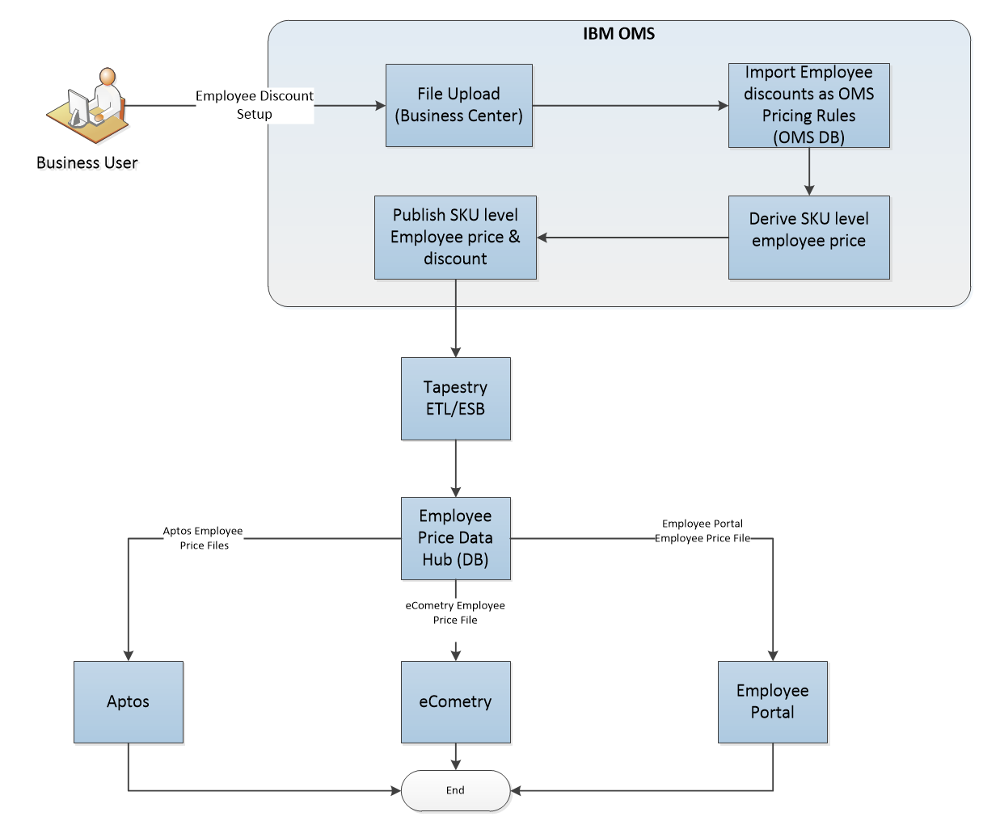 IBM OMS
Employee Discount
Setup
File Upload
(Business Center)
Import Employee
discounts as OMS
Pricing Rules
(OMS DB)
Business User
Publish SKU level
Employee price &
discount
Derive SKU level
employee price
Tapestry
ETL/ESB
Employee
Price Data
Hub (DB)
Aptos Employee
Price Files
Employee Portal
Employee Price File
eCometry Employee
Price File
Aptos
eCometry
Employee
Portal
End